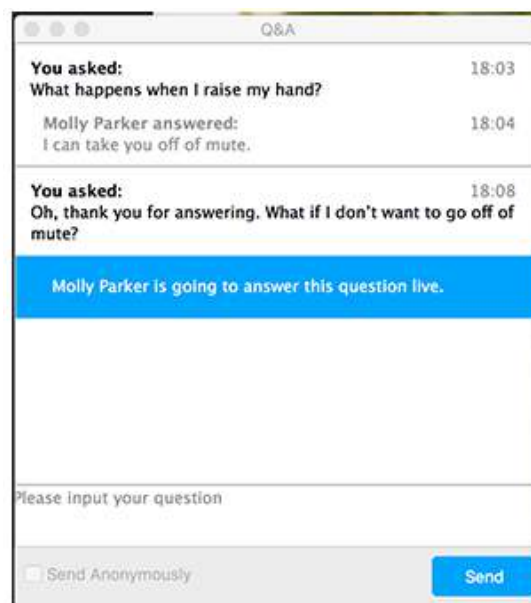 Q&A
You asked: 18:03
What happens when I raise my hand?
Molly Parker answered: 18:04
I can take you off of mute.
You asked: 18:08
Oh, thank you for answering. What if I don't want to go off of
mute?
Molly Parker is going to answer this question live.
Please input your question
Send Anonymously
Send